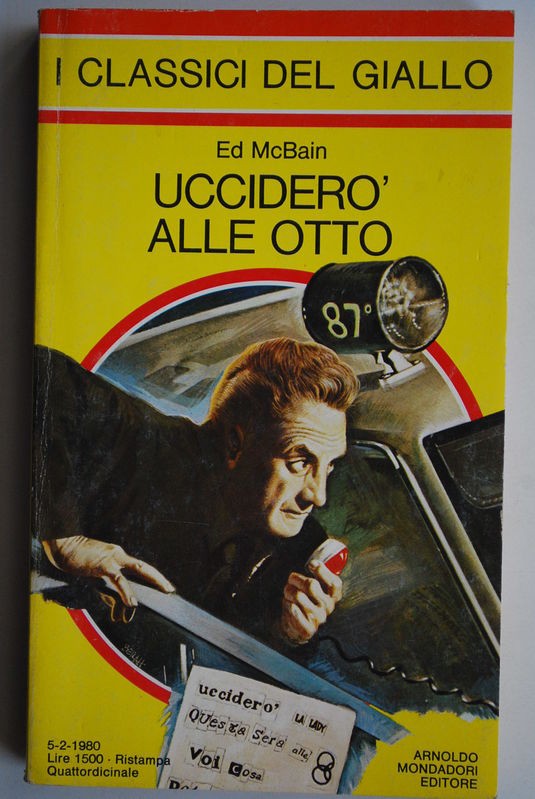 I CLASSICI DEL GIALLO
Ed McBain
UCCIDERO'
ALLE OTTO
87°
uccidero' LA LADY
QUesta Sera alle 8
Voi cosa
5-2-1980
Lire 1500 · Ristampa
Quattordicinale
ARNOLDO
MONDADORI
EDITORE